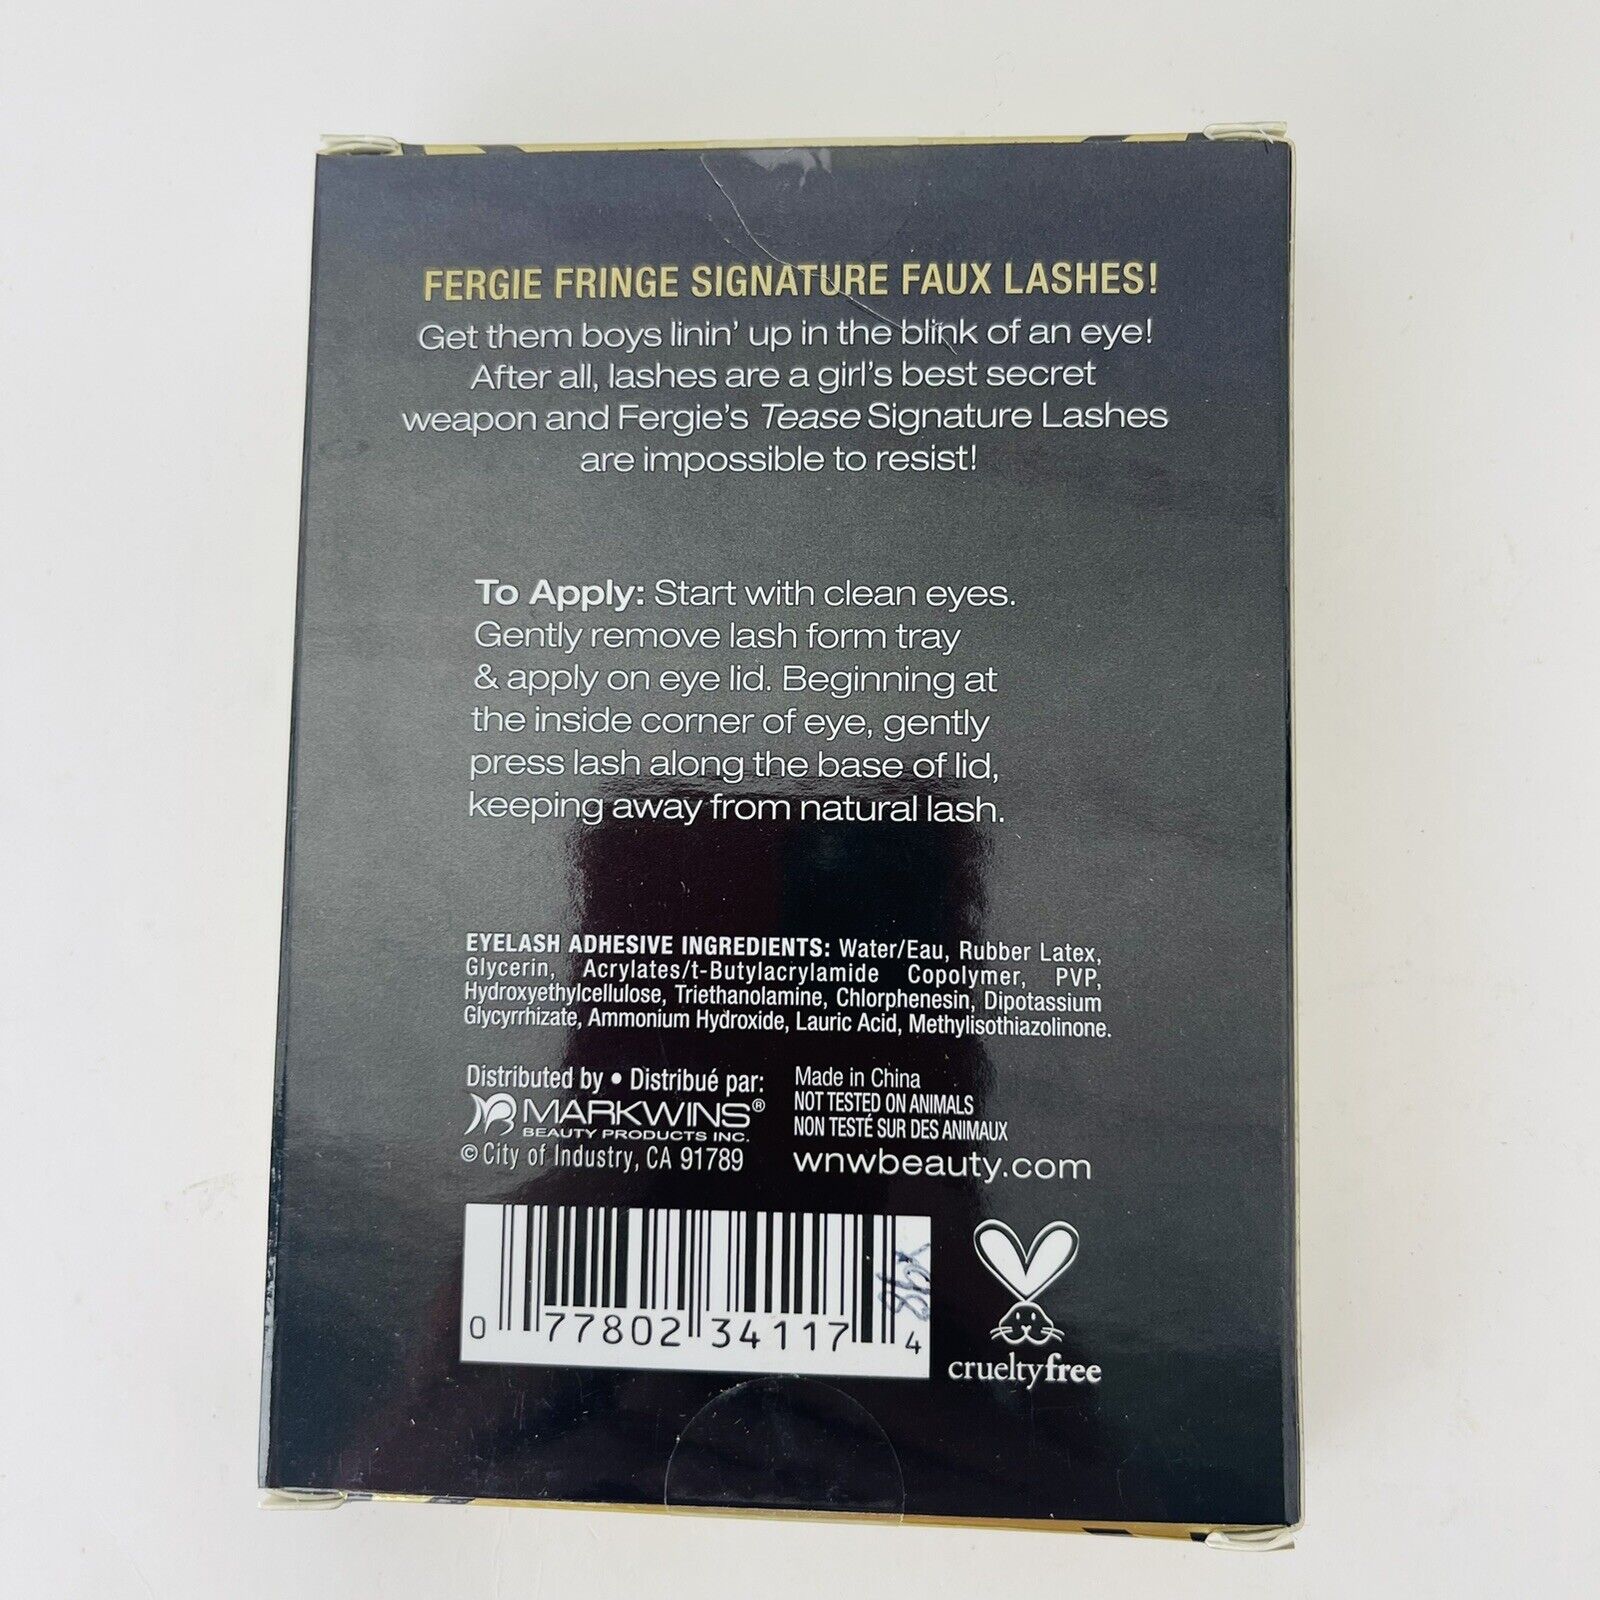 FERGIE FRINGE SIGNATURE FAUX LASHES!
Get them boys linin' up in the blink of an eye!
After all, lashes are a girl's best secret
weapon and Fergie's Tease Signature Lashes
are impossible to resist!
To Apply: Start with clean eyes.
Gently remove lash form tray
& apply on eye lid. Beginning at
the inside corner of eye, gently
press lash along the base of lid,
keeping away from natural lash.
EYELASH ADHESIVE INGREDIENTS: Water/Eau, Rubber Latex,
Glycerin, Acrylates/t-Butylacrylamide Copolymer, PVP,
Hydroxyethylcellulose, Triethanolamine, Chlorphenesin, Dipotassium
Glycyrrhizate, Ammonium Hydroxide, Lauric Acid, Methylisothiazolinone.
Distributed by • Distribué par:
MARKWINS®
BEAUTY PRODUCTS INC.
© City of Industry, CA 91789
Made in China
NOT TESTED ON ANIMALS
NON TESTÉ SUR DES ANIMAUX
wnwbeauty.com
0 77802 34117 4
crueltyfree